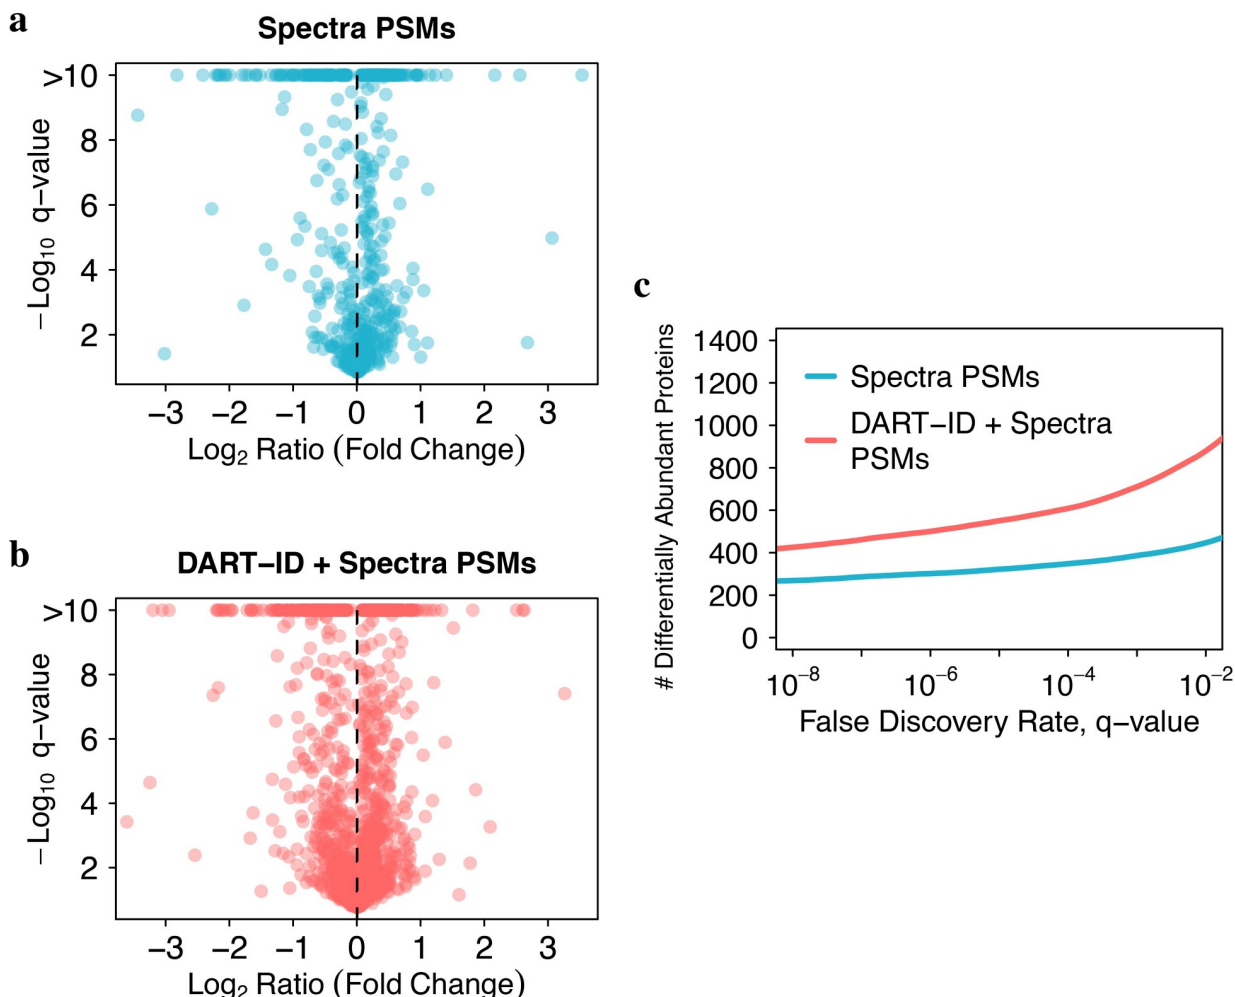 a
Spectra PSMs
>10
8
6
4
2
−Log10 q−value
−3 −2 −1 0 1 2 3
Log2 Ratio (Fold Change)
b
DART−ID + Spectra PSMs
>10
8
6
4
2
−Log10 q−value
−3 −2 −1 0 1 2 3
Log2 Ratio (Fold Change)
c
# Differentially Abundant Proteins
1400
1200
1000
800
600
400
200
0
Spectra PSMs
DART−ID + Spectra
PSMs
10−8 10−6 10−4 10−2
False Discovery Rate, q−value